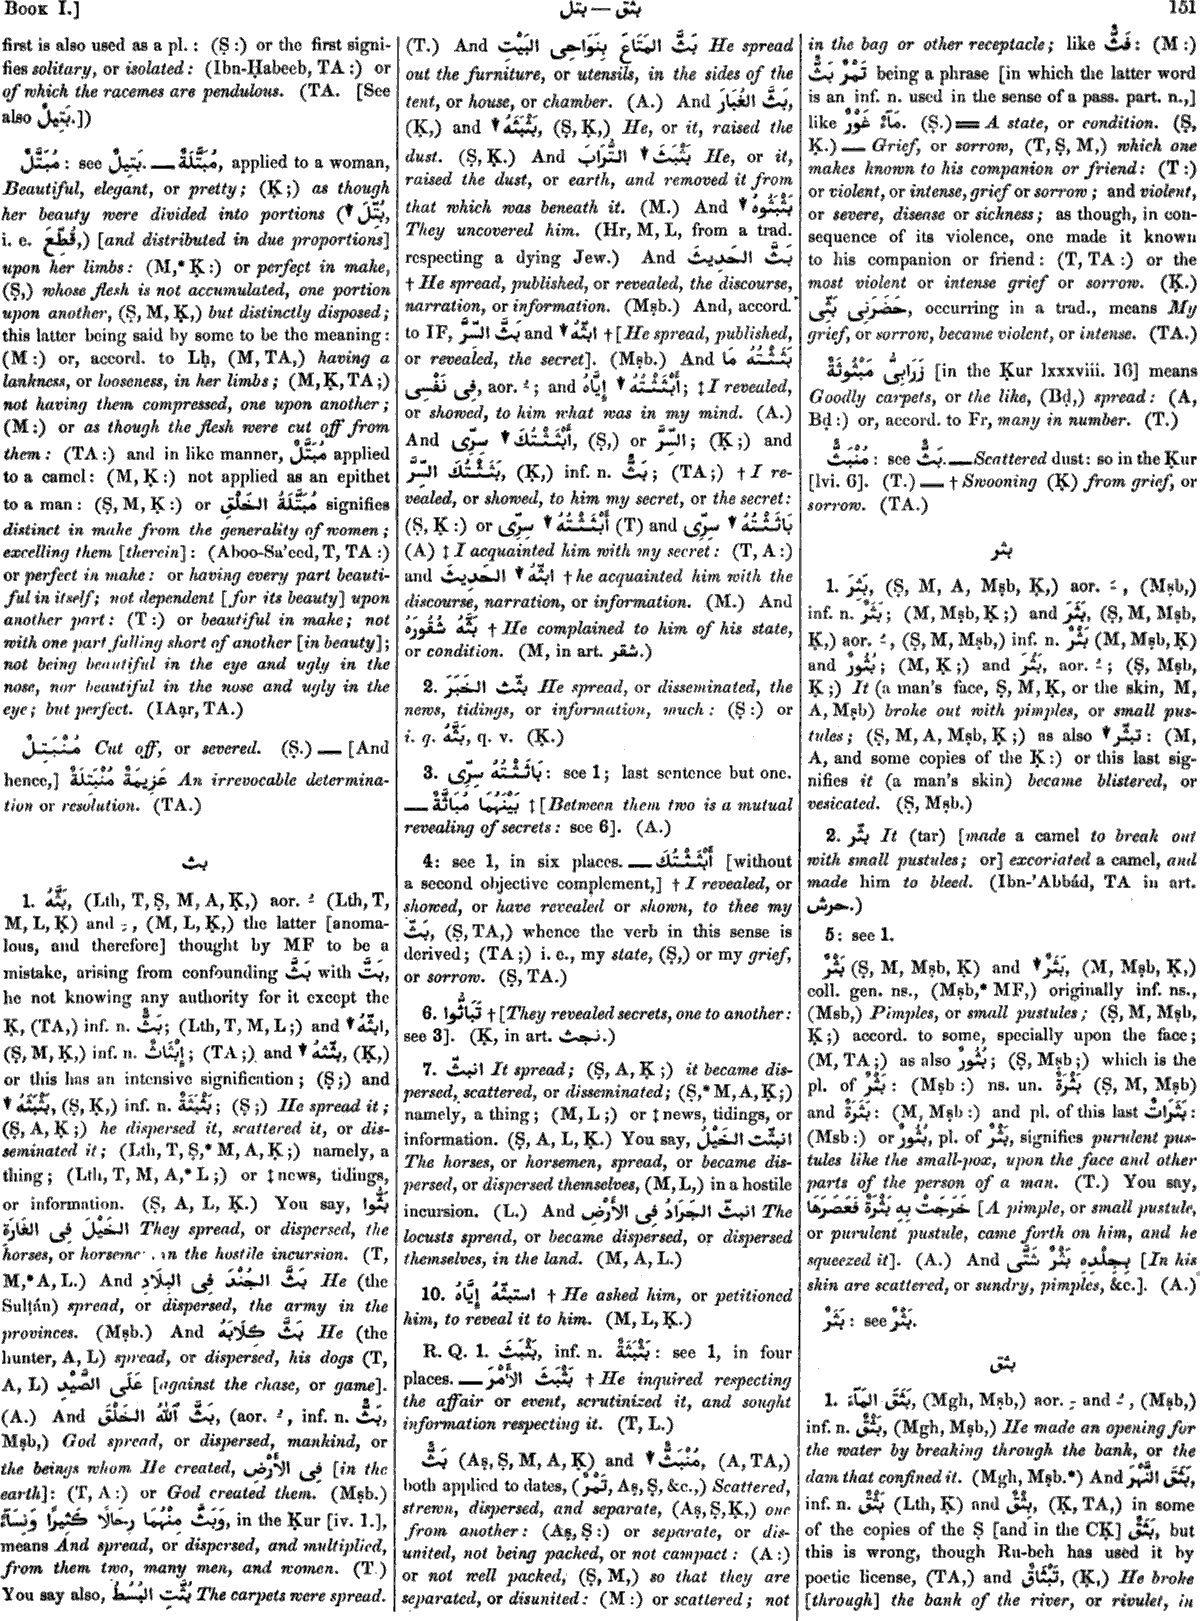 BOOK I.]
بثق — بتل
151
first is also used as a pl.: (Ṣ:) or the first signi-
fies solitary, or isolated: (Ibn-Ḥabeeb, TA:) or
of which the racemes are pendulous. (TA. [See
also بَتِيلٌ.])
مُبَتَّلٌ: see بَتِيلٌ. — مُبَتَّلَةٌ, applied to a woman,
Beautiful, elegant, or pretty; (Ḳ;) as though
her beauty were divided into portions (بُتِّلَ▼,
i. e. قُطِّعَ,) [and distributed in due proportions]
upon her limbs: (M,* Ḳ:) or perfect in make,
(Ṣ,) whose flesh is not accumulated, one portion
upon another, (Ṣ, M, Ḳ,) but distinctly disposed;
this latter being said by some to be the meaning:
(M:) or, accord. to Lḥ, (M, TA,) having a
lankness, or looseness, in her limbs; (M, Ḳ, TA;)
not having them compressed, one upon another;
(M:) or as though the flesh were cut off from
them: (TA:) and in like manner, مُبَتَّلٌ applied
to a camel: (M, Ḳ:) not applied as an epithet
to a man: (Ṣ, M, Ḳ:) or مُبَتَّلَةُ الخَلْقِ signifies
distinct in make from the generality of women;
excelling them [therein]: (Aboo-Sa'eed, T, TA:)
or perfect in make: or having every part beauti-
ful in itself; not dependent [for its beauty] upon
another part: (T:) or beautiful in make; not
with one part falling short of another [in beauty];
not being beautiful in the eye and ugly in the
nose, nor beautiful in the nose and ugly in the
eye; but perfect. (IAạr, TA.)
مُنْبَتِلٌ Cut off, or severed. (Ṣ.) — [And
hence,] عَزِيمَةٌ مُنْبَتِلَةٌ An irrevocable determina-
tion or resolution. (TA.)
بث
1. بَثَّهُ, (Lth, T, Ṣ, M, A, Ḳ,) aor. ُ (Lth, T,
M, L, Ḳ) and ِ, (M, L, Ḳ,) the latter [anoma-
lous, and therefore] thought by MF to be a
mistake, arising from confounding بَثَّ with بَتَّ,
he not knowing any authority for it except the
Ḳ, (TA,) inf. n. بَثٌّ; (Lth, T, M, L;) and ابثّهُ▼,
(Ṣ, M, Ḳ,) inf. n. إِبْثَاثٌ; (TA;) and بثّثهُ▼, (Ḳ,)
or this has an intensive signification; (Ṣ;) and
بَثْبَثَهُ▼, (Ṣ, Ḳ,) inf. n. بَثْبَثَةٌ; (Ṣ;) He spread it;
(Ṣ, A, Ḳ;) he dispersed it, scattered it, or dis-
seminated it; (Lth, T, Ṣ,* M, A, Ḳ;) namely, a
thing; (Lth, T, M, A,* L;) or ‡ news, tidings,
or information. (Ṣ, A, L, Ḳ.) You say, بَثُّوا
الخَيْلَ فِى الغَارَةِ They spread, or dispersed, the
horses, or horsemen, in the hostile incursion. (T,
M,* A, L.) And بَثَّ الجُنْدَ فِى البِلَادِ He (the
Sulṭán) spread, or dispersed, the army in the
provinces. (Mṣb.) And بَثَّ كِلَابَهُ He (the
hunter, A, L) spread, or dispersed, his dogs (T,
A, L) عَلَى الصَّيْدِ [against the chase, or game].
(A.) And بَثَّ ٱللّٰهُ الخَلْقَ, (aor. ُ, inf. n. بَثٌّ,
Mṣb,) God spread, or dispersed, mankind, or
the beings whom He created, فِى الأَرْضِ [in the
earth]: (T, A:) or God created them. (Mṣb.)
وَبَثَّ مِنْهُمَا رِجَالًا كَثِيرًا وَنِسَآءً, in the Ḳur [iv. 1.],
means And spread, or dispersed, and multiplied,
from them two, many men, and women. (T.)
You say also, بُثَّتِ البُسُطُ The carpets were spread.
(T.) And بَثَّ المَتَاعَ بِنَوَاحِى البَيْتِ He spread
out the furniture, or utensils, in the sides of the
tent, or house, or chamber. (A.) And بَثَّ الغُبَارَ,
(Ḳ,) and بَثْبَثَهُ▼, (Ṣ, Ḳ,) He, or it, raised the
dust. (Ṣ, Ḳ.) And بَثْبَثَ▼ التُّرَابَ He, or it,
raised the dust, or earth, and removed it from
that which was beneath it. (M.) And بَثْبَثُوهُ▼
They uncovered him. (Hr, M, L, from a trad.
respecting a dying Jew.) And بَثَّ الحَدِيثَ
† He spread, published, or revealed, the discourse,
narration, or information. (Mṣb.) And, accord.
to IF, بَثَّ السِّرَّ and ابثّهُ▼ † [He spread, published,
or revealed, the secret]. (Mṣb.) And بَثَثْتُهُ مَا
فِى نَفْسِى, aor. ُ; and أَبْثَثْتُهُ▼ إِيَّاهُ; ‡ I revealed,
or showed, to him what was in my mind. (A.)
And أَبْثَثْتُكَ▼ سِرِّى, (Ṣ,) or السِّرَّ; (Ḳ;) and
بَثَثْتُكَ السِّرَّ, (Ḳ,) inf. n. بَثٌّ; (TA;) † I re-
vealed, or showed, to him my secret, or the secret:
(Ṣ, Ḳ:) or أَبْثَثْتُهُ▼ سِرِّى (T) and بَاثَثْتُهُ▼ سِرِّى
(A) ‡ I acquainted him with my secret: (T, A:)
and ابثّهُ▼ الحَدِيثَ † he acquainted him with the
discourse, narration, or information. (M.) And
بَثَّهُ شُقُورَهُ † He complained to him of his state,
or condition. (M, in art. شقر.)
2. بثّث الخَبَرَ He spread, or disseminated, the
news, tidings, or information, much: (Ṣ:) or
i. q. بَثَّهُ, q. v. (Ḳ.)
3. بَاثَثْتُهُ سِرِّى: see 1; last sentence but one.
— بَيْنَهُمَا مُبَاثَّةٌ ‡ [Between them two is a mutual
revealing of secrets: see 6]. (A.)
4: see 1, in six places. — أَبْثَثْتُكَ [without
a second objective complement,] † I revealed, or
showed, or have revealed or shown, to thee my
بَثّ, (Ṣ, TA,) whence the verb in this sense is
derived; (TA;) i. e., my state, (Ṣ,) or my grief,
or sorrow. (Ṣ, TA.)
6. تَبَاثُّوا † [They revealed secrets, one to another:
see 3]. (Ḳ, in art. نجث.)
7. انبثّ It spread; (Ṣ, A, Ḳ;) it became dis-
persed, scattered, or disseminated; (Ṣ,* M, A, Ḳ;)
namely, a thing; (M, L;) or ‡ news, tidings, or
information. (Ṣ, A, L, Ḳ.) You say, انبثّت الخَيْلُ
The horses, or horsemen, spread, or became dis-
persed, or dispersed themselves, (M, L,) in a hostile
incursion. (L.) And انبثّ الجَرَادُ فِى الأَرْضِ The
locusts spread, or became dispersed, or dispersed
themselves, in the land. (M, A, L.)
10. استبثّهُ إِيَّاهُ † He asked him, or petitioned
him, to reveal it to him. (M, L, Ḳ.)
R. Q. 1. بَثْبَثَ, inf. n. بَثْبَثَةٌ: see 1, in four
places. — بَثْبَثَ الأَمْرَ † He inquired respecting
the affair or event, scrutinized it, and sought
information respecting it. (T, L.)
بَثٌّ (Aṣ, Ṣ, M, A, Ḳ) and مُنْبَثٌّ▼, (A, TA,)
both applied to dates, (تَمْرٌ, Aṣ, Ṣ, &c.,) Scattered,
strewn, dispersed, and separate, (Aṣ, Ṣ, Ḳ,) one
from another: (Aṣ, Ṣ:) or separate, or dis-
united, not being packed, or not compact: (A:)
or not well packed, (Ṣ, M,) so that they are
separated, or disunited: (M:) or scattered; not
in the bag or other receptacle; like فَثٌّ: (M:)
تَمْرٌ بَثٌّ being a phrase [in which the latter word
is an inf. n. used in the sense of a pass. part. n.,]
like مَآءٌ غَوْرٌ. (Ṣ.) ═ A state, or condition. (Ṣ,
Ḳ.) — Grief, or sorrow, (T, Ṣ, M,) which one
makes known to his companion or friend: (T:)
or violent, or intense, grief or sorrow; and violent,
or severe, disease or sickness; as though, in con-
sequence of its violence, one made it known
to his companion or friend: (T, TA:) or the
most violent or intense grief or sorrow. (Ḳ.)
حَضَرَنِى بَثِّى, occurring in a trad., means My
grief, or sorrow, became violent, or intense. (TA.)
زَرَابِىُّ مَبْثُوثَةٌ [in the Ḳur lxxxviii. 16] means
Goodly carpets, or the like, (Bḍ,) spread: (A,
Bḍ:) or, accord. to Fr, many in number. (T.)
مُنْبَثٌّ: see بَثٌّ. — Scattered dust: so in the Ḳur
[lvi. 6]. (T.) — † Swooning (Ḳ) from grief, or
sorrow. (TA.)
بثر
1. بَثِرَ, (Ṣ, M, A, Mṣb, Ḳ,) aor. َ, (Mṣb,)
inf. n. بَثَرٌ; (M, Mṣb, Ḳ;) and بَثَرَ, (Ṣ, M, Mṣb,
Ḳ,) aor. ُ, (Ṣ, M, Mṣb,) inf. n. بَثْرٌ (M, Mṣb, Ḳ)
and بُثُورٌ; (M, Ḳ;) and بَثُرَ, aor. ُ; (Ṣ, Mṣb,
Ḳ;) It (a man's face, Ṣ, M, Ḳ, or the skin, M,
A, Mṣb) broke out with pimples, or small pus-
tules; (Ṣ, M, A, Mṣb, Ḳ;) as also تبثّر▼: (M,
A, and some copies of the Ḳ:) or this last sig-
nifies it (a man's skin) became blistered, or
vesicated. (Ṣ, Mṣb.)
2. بثّر It (tar) [made a camel to break out
with small pustules; or] excoriated a camel, and
made him to bleed. (Ibn-'Abbád, TA in art.
حرش.)
5: see 1.
بَثْرٌ (Ṣ, M, Mṣb, Ḳ) and بَثَرٌ▼, (M, Mṣb, Ḳ,)
coll. gen. ns., (Mṣb,* MF,) originally inf. ns.,
(Mṣb,) Pimples, or small pustules; (Ṣ, M, Mṣb,
Ḳ;) accord. to some, specially upon the face;
(M, TA;) as also بُثُورٌ; (Ṣ, Mṣb;) which is the
pl. of بَثْرٌ: (Mṣb:) ns. un. بَثْرَةٌ (Ṣ, M, Mṣb)
and بَثَرَةٌ: (M, Mṣb:) and pl. of this last بَثَرَاتٌ:
(Msb:) or بُثُورٌ, pl. of بَثْرٌ, signifies purulent pus-
tules like the small-pox, upon the face and other
parts of the person of a man. (T.) You say,
خَرَجَتْ بِهِ بَثْرَةٌ فَعَصَرَهَا [A pimple, or small pustule,
or purulent pustule, came forth on him, and he
squeezed it]. (A.) And بِجِلْدِهِ بَثْرٌ شَتَّى [In his
skin are scattered, or sundry, pimples, &c.]. (A.)
بَثَرٌ: see بَثْرٌ.
بثق
1. بَثَقَ المَآءَ, (Mgh, Mṣb,) aor. ِ and ُ, (Mṣb,)
inf. n. بَثْقٌ, (Mgh, Mṣb,) He made an opening for
the water by breaking through the bank, or the
dam that confined it. (Mgh, Mṣb.*) And بَثَقَ النَّهْرَ,
inf. n. بَثْقٌ (Lth, Ḳ) and بِثْقٌ, (Ḳ, TA,) in some
of the copies of the Ṣ [and in the CḲ] بَثَقٌ, but
this is wrong, though Ru-beh has used it by
poetic license, (TA,) and تَبْثَاقٌ, (Ḳ,) He broke
[through] the bank of the river, or rivulet, in